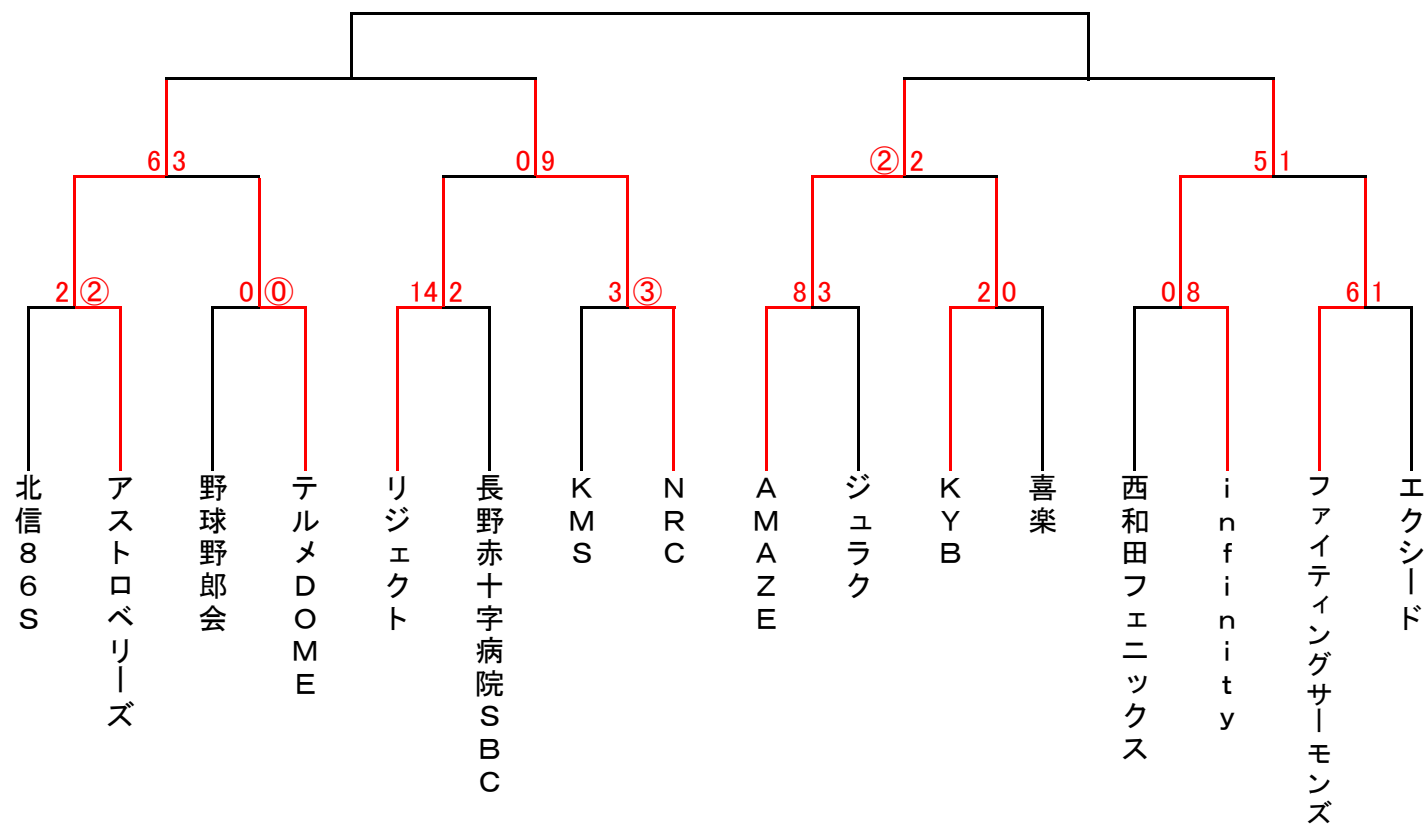 6 3
0 9
② 2
5 1
2 ②
0 ⓪
14 2
3 ③
8 3
2 0
0 8
6 1
北信86S
アストロベリーズ
野球野郎会
テルメDOME
リジェクト
長野赤十字病院SBC
KMS
NRC
AMAZE
ジュラク
KYB
喜楽
西和田フェニックス
infinity
ファイティングサーモンズ
エクシード